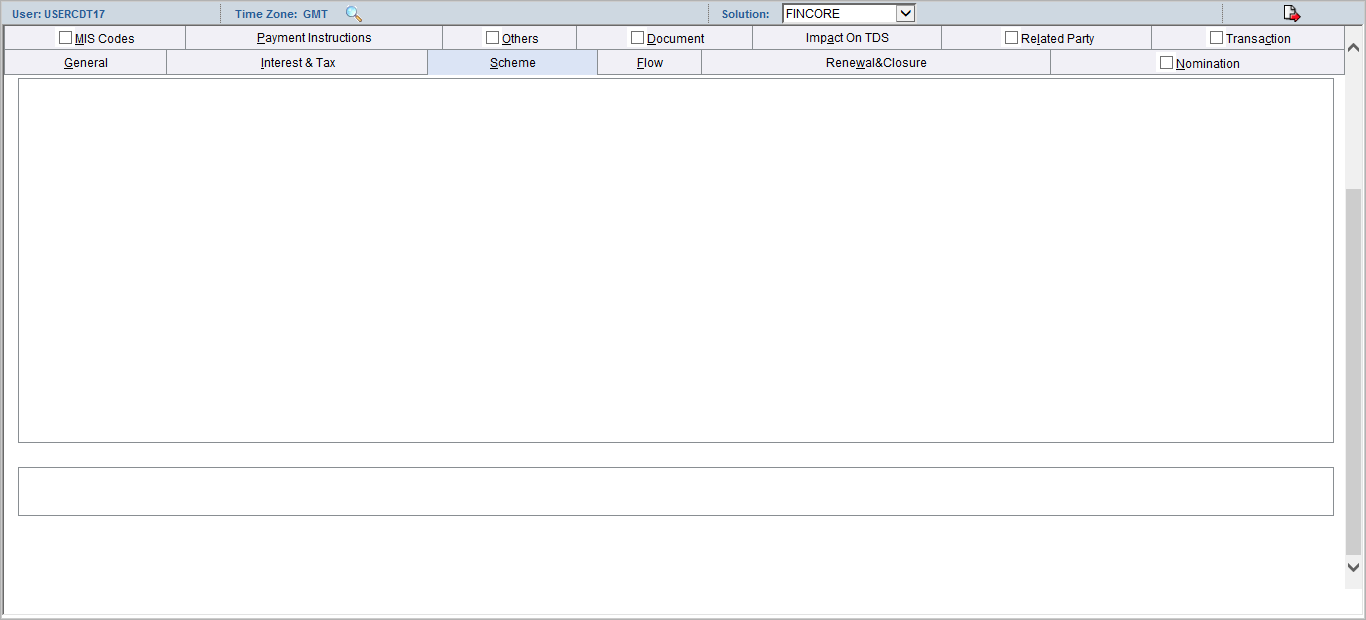 User: USERCDT17 Time Zone: GMT Solution: FINCORE
MIS Codes Payment Instructions Others Document Impact On TDS Related Party Transaction
General Interest & Tax Scheme Flow Renewal&Closure Nomination